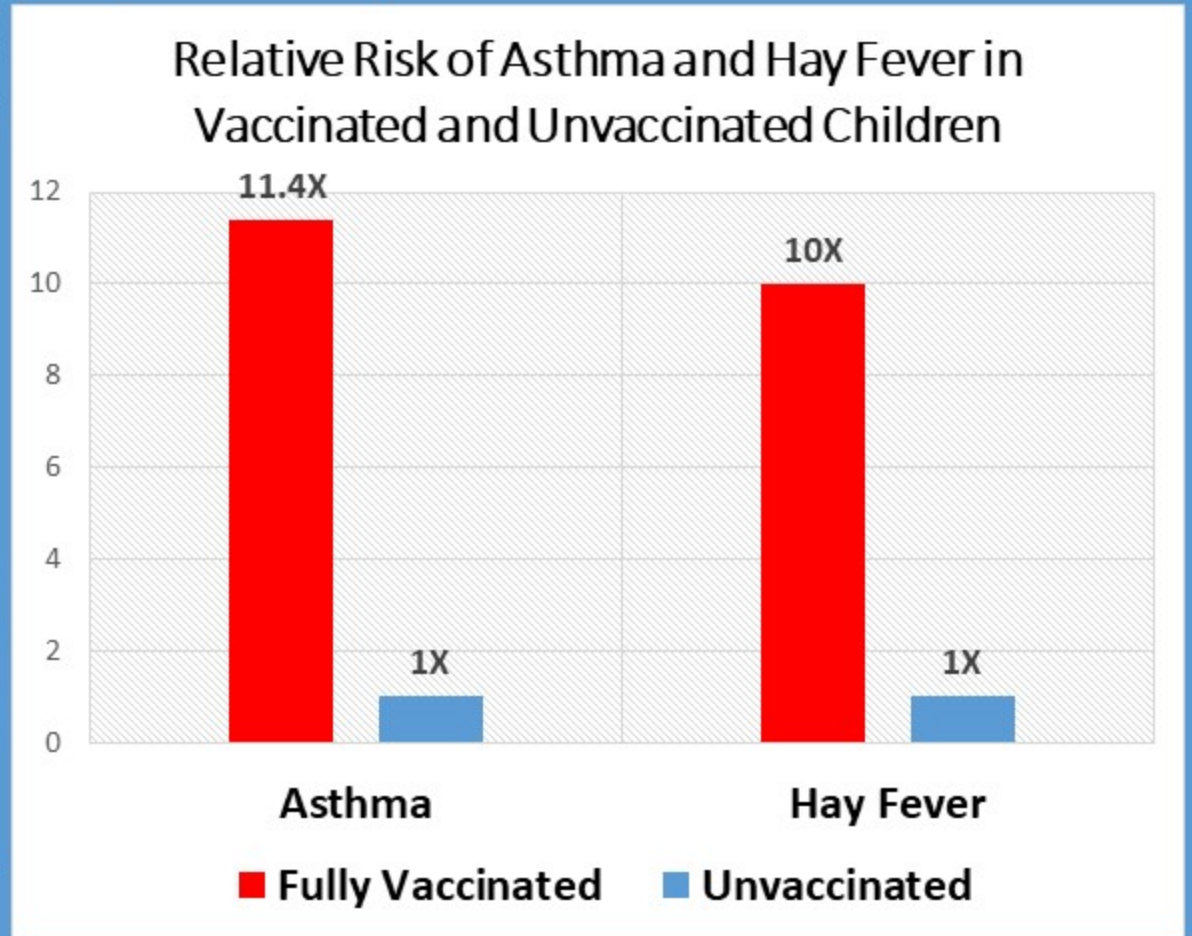 Relative Risk of Asthma and Hay Fever in
Vaccinated and Unvaccinated Children
12
11.4X
10
10X
8
6
4
2
1X
1X
0
Asthma
Hay Fever
Fully Vaccinated
Unvaccinated